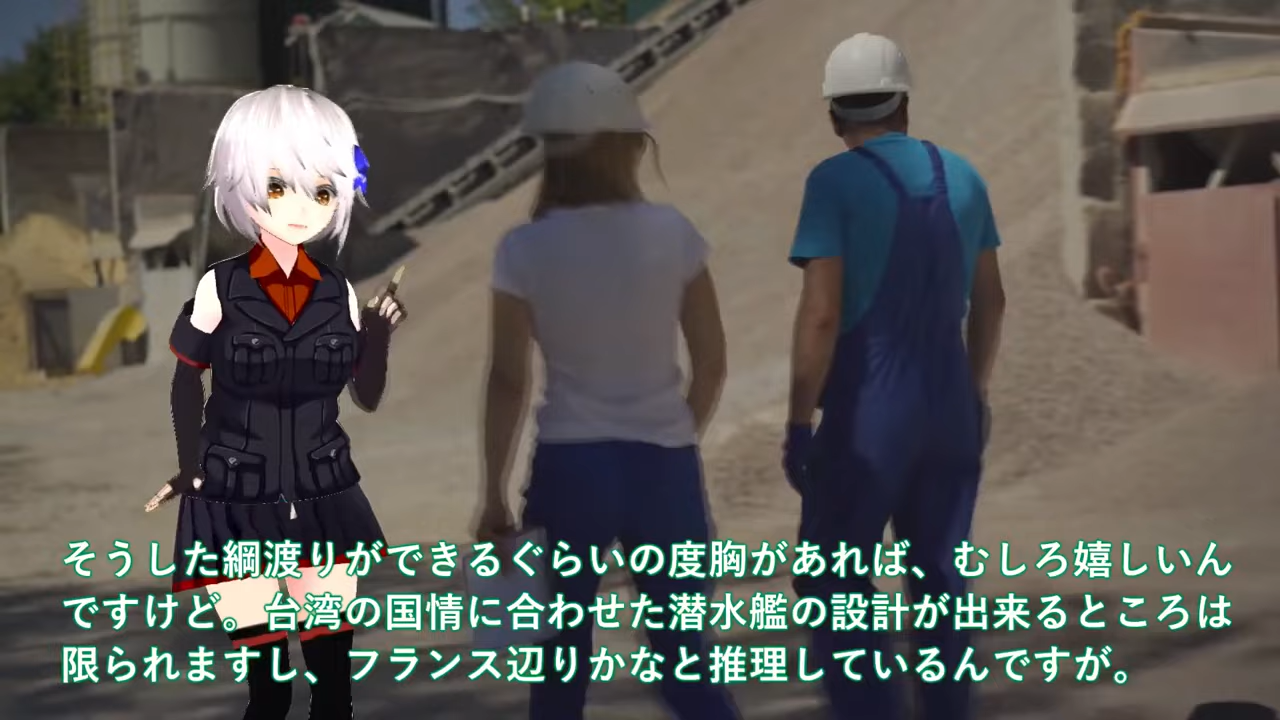 そうした綱渡りができるぐらいの度胸があれば、むしろ嬉しいん
ですけど。台湾の国情に合わせた潜水艦の設計が出来るところは
限られますし、フランス辺りかなと推理しているんですが。